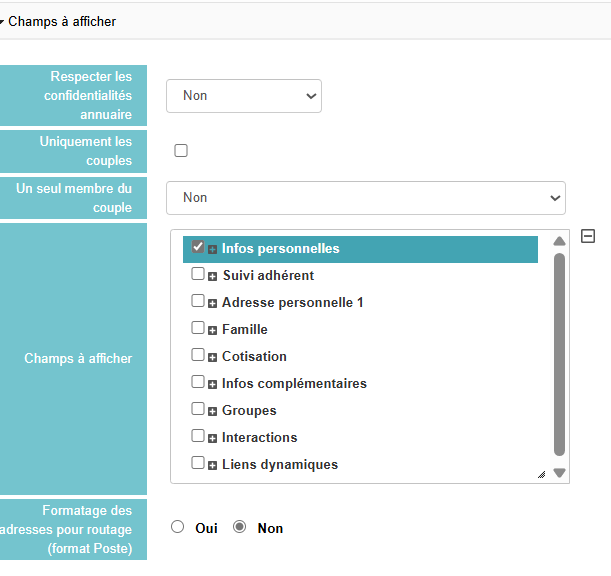 Champs à afficher
Respecter les
confidentialités
annuaire
Non
Uniquement les
couples
Un seul membre du
couple
Non
Champs à afficher
Infos personnelles
Suivi adhérent
Adresse personnelle 1
Famille
Cotisation
Infos complémentaires
Groupes
Interactions
Liens dynamiques
Formatage des
adresses pour routage
(format Poste)
Oui Non